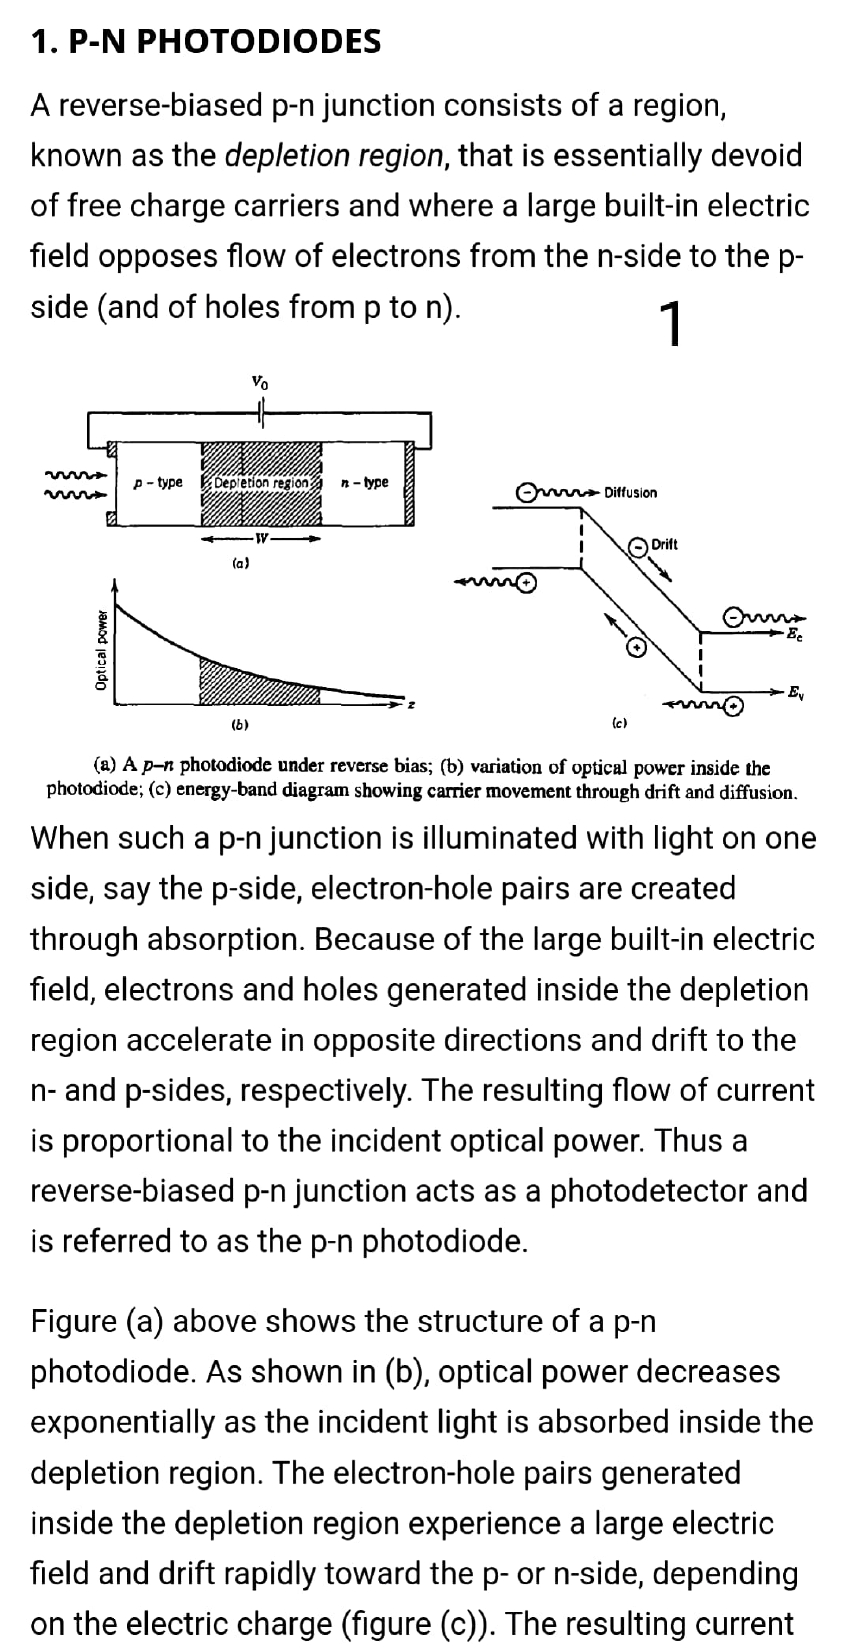 1. P-N PHOTODIODES
A reverse-biased p-n junction consists of a region,
known as the depletion region, that is essentially devoid
of free charge carriers and where a large built-in electric
field opposes flow of electrons from the n-side to the p-
side (and of holes from p to n).
1
V0
p - type
Depletion region
n - type
W
(a)
Optical power
z
(b)
Diffusion
Drift
Ec
Ev
(c)
(a) A p–n photodiode under reverse bias; (b) variation of optical power inside the
photodiode; (c) energy-band diagram showing carrier movement through drift and diffusion.
When such a p-n junction is illuminated with light on one
side, say the p-side, electron-hole pairs are created
through absorption. Because of the large built-in electric
field, electrons and holes generated inside the depletion
region accelerate in opposite directions and drift to the
n- and p-sides, respectively. The resulting flow of current
is proportional to the incident optical power. Thus a
reverse-biased p-n junction acts as a photodetector and
is referred to as the p-n photodiode.
Figure (a) above shows the structure of a p-n
photodiode. As shown in (b), optical power decreases
exponentially as the incident light is absorbed inside the
depletion region. The electron-hole pairs generated
inside the depletion region experience a large electric
field and drift rapidly toward the p- or n-side, depending
on the electric charge (figure (c)). The resulting current